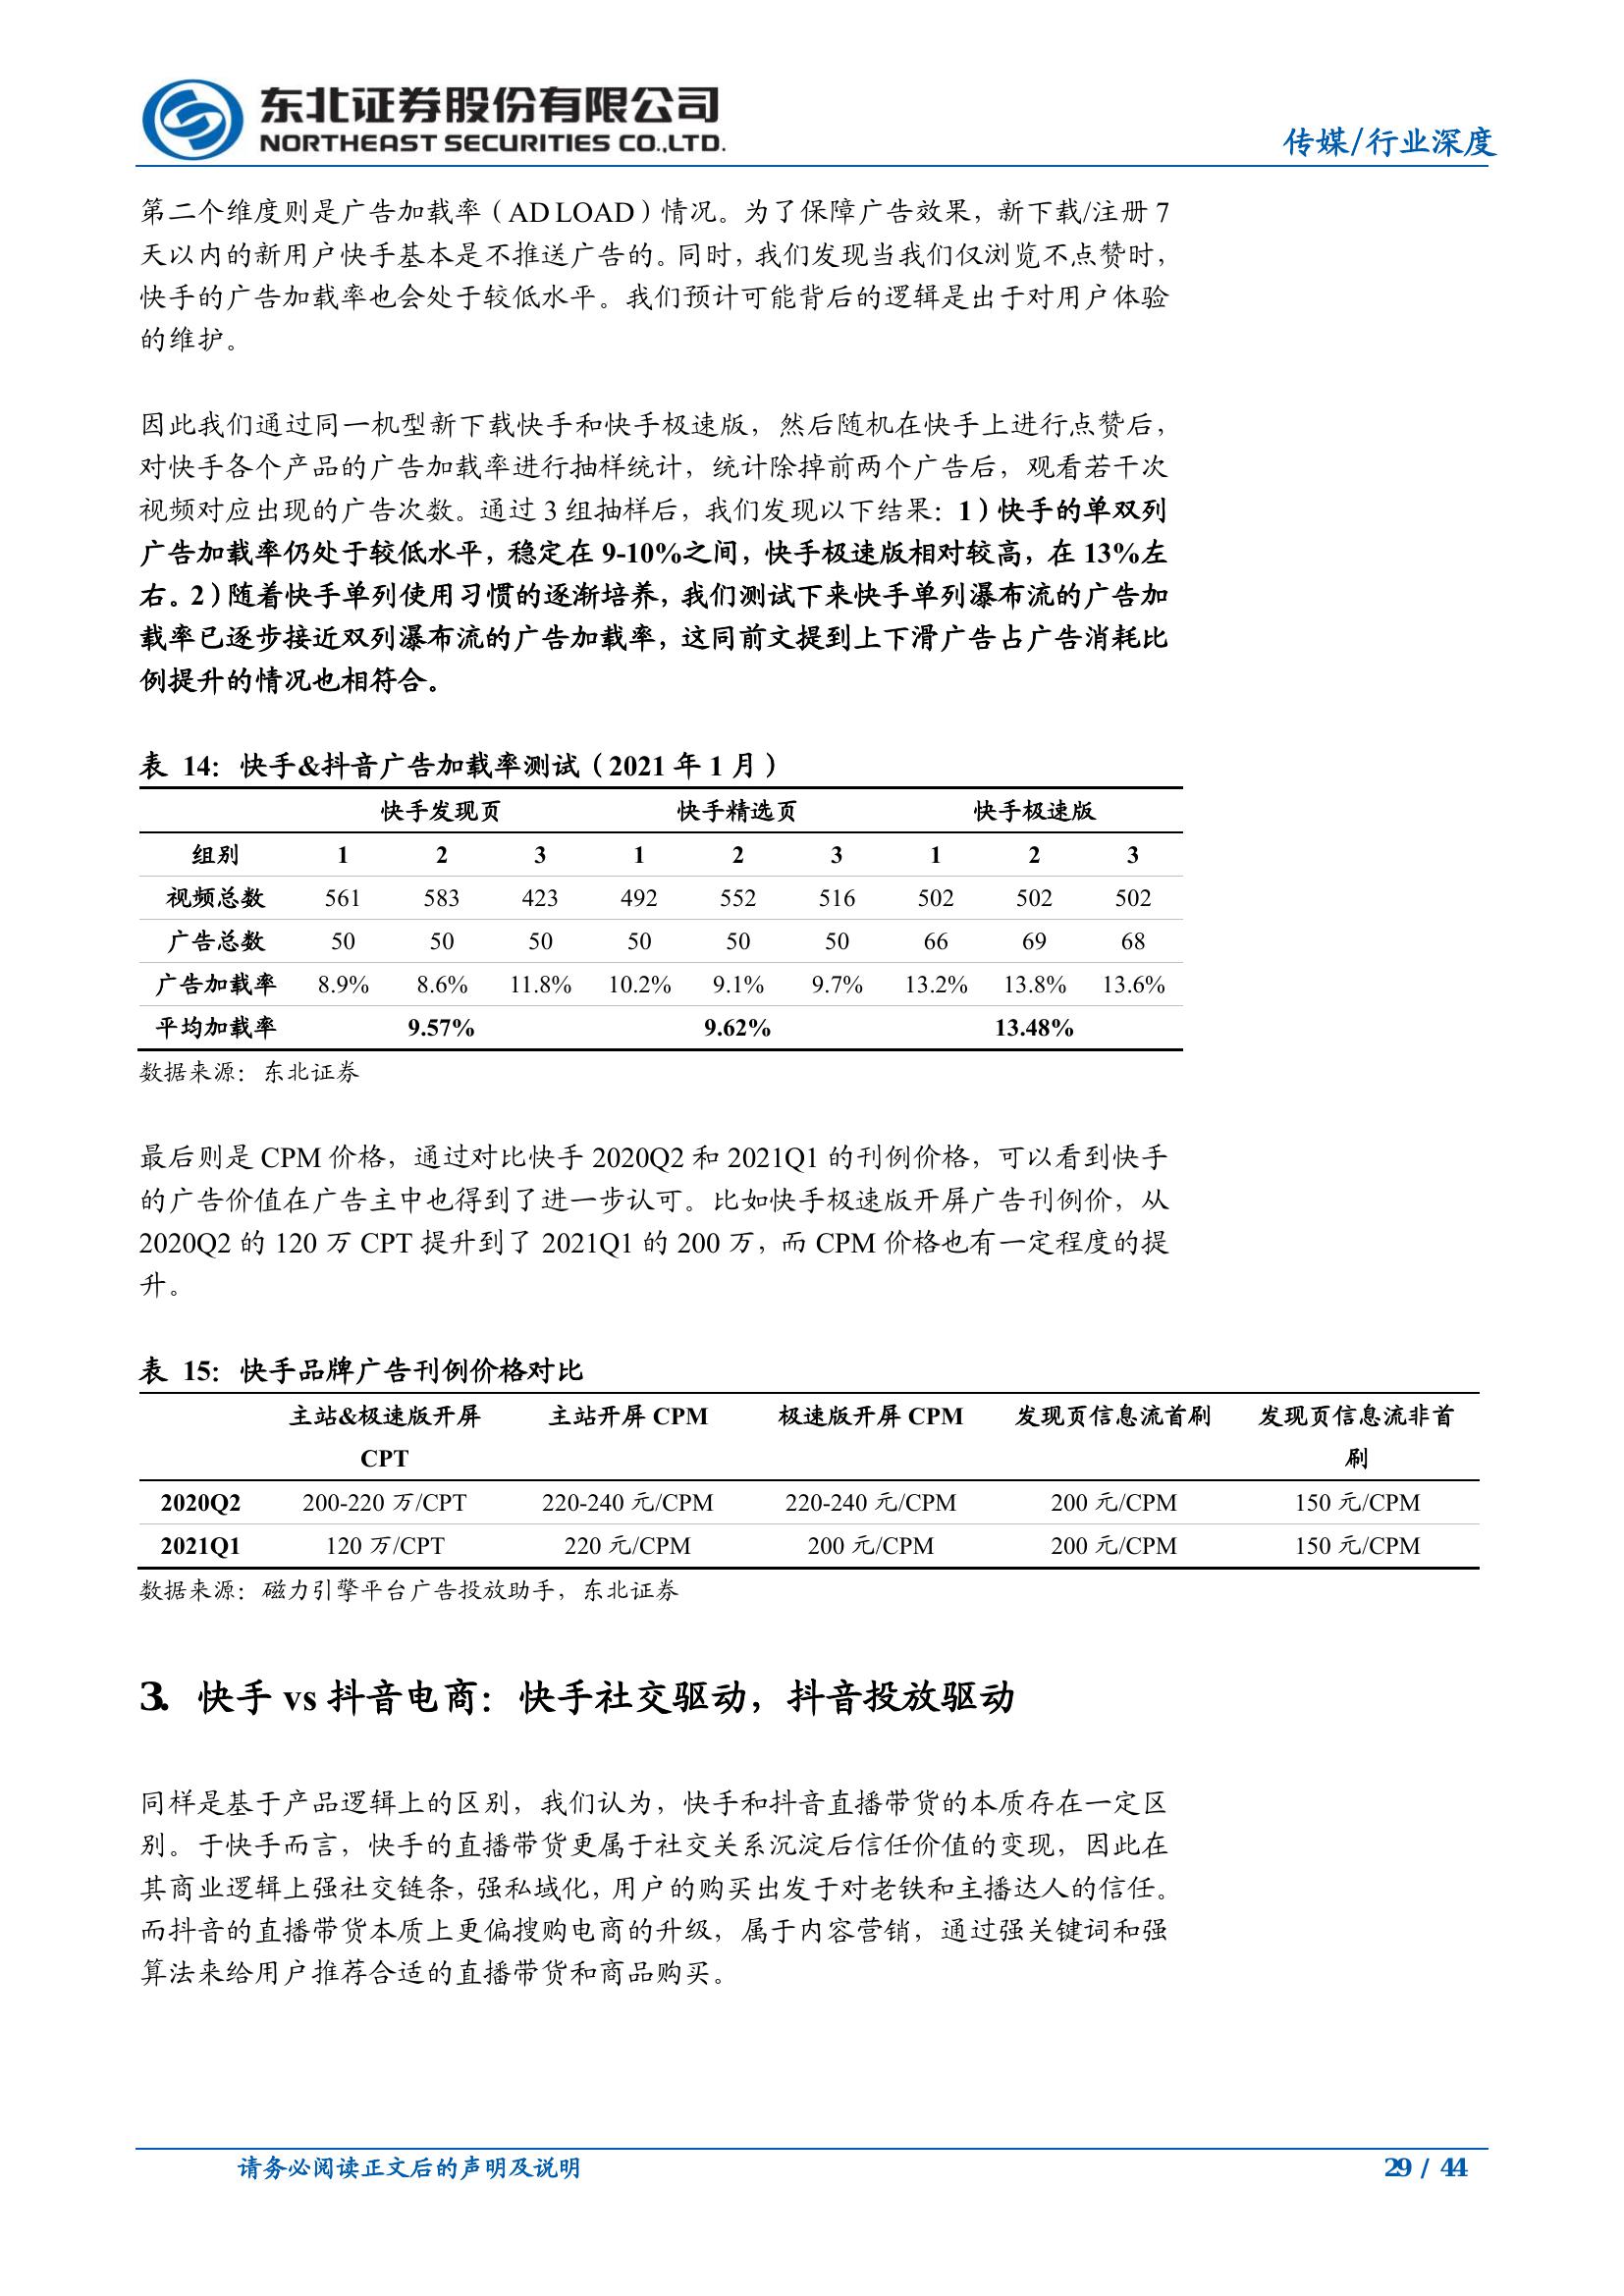 东北证券股份有限公司
NORTHEAST SECURITIES CO.,LTD.
传媒/行业深度
第二个维度则是广告加载率（AD LOAD）情况。为了保障广告效果，新下载/注册 7
天以内的新用户快手基本是不推送广告的。同时，我们发现当我们仅浏览不点赞时，
快手的广告加载率也会处于较低水平。我们预计可能背后的逻辑是出于对用户体验
的维护。
因此我们通过同一机型新下载快手和快手极速版，然后随机在快手上进行点赞后，
对快手各个产品的广告加载率进行抽样统计，统计除掉前两个广告后，观看若干次
视频对应出现的广告次数。通过 3 组抽样后，我们发现以下结果：1）快手的单双列
广告加载率仍处于较低水平，稳定在 9-10%之间，快手极速版相对较高，在 13%左
右。2）随着快手单列使用习惯的逐渐培养，我们测试下来快手单列瀑布流的广告加
载率已逐步接近双列瀑布流的广告加载率，这同前文提到上下滑广告占广告消耗比
例提升的情况也相符合。
表 14：快手&抖音广告加载率测试（2021 年 1 月）
快手发现页 快手精选页 快手极速版
组别 1 2 3 1 2 3 1 2 3
视频总数 561 583 423 492 552 516 502 502 502
广告总数 50 50 50 50 50 50 66 69 68
广告加载率 8.9% 8.6% 11.8% 10.2% 9.1% 9.7% 13.2% 13.8% 13.6%
平均加载率 9.57% 9.62% 13.48%
数据来源：东北证券
最后则是 CPM 价格，通过对比快手 2020Q2 和 2021Q1 的刊例价格，可以看到快手
的广告价值在广告主中也得到了进一步认可。比如快手极速版开屏广告刊例价，从
2020Q2 的 120 万 CPT 提升到了 2021Q1 的 200 万，而 CPM 价格也有一定程度的提
升。
表 15：快手品牌广告刊例价格对比
主站&极速版开屏 主站开屏 CPM 极速版开屏 CPM 发现页信息流首刷 发现页信息流非首
CPT 刷
2020Q2 200-220 万/CPT 220-240 元/CPM 220-240 元/CPM 200 元/CPM 150 元/CPM
2021Q1 120 万/CPT 220 元/CPM 200 元/CPM 200 元/CPM 150 元/CPM
数据来源：磁力引擎平台广告投放助手，东北证券
3. 快手 vs 抖音电商：快手社交驱动，抖音投放驱动
同样是基于产品逻辑上的区别，我们认为，快手和抖音直播带货的本质存在一定区
别。于快手而言，快手的直播带货更属于社交关系沉淀后信任价值的变现，因此在
其商业逻辑上强社交链条，强私域化，用户的购买出发于对老铁和主播达人的信任。
而抖音的直播带货本质上更偏搜购电商的升级，属于内容营销，通过强关键词和强
算法来给用户推荐合适的直播带货和商品购买。
请务必阅读正文后的声明及说明
29 / 44